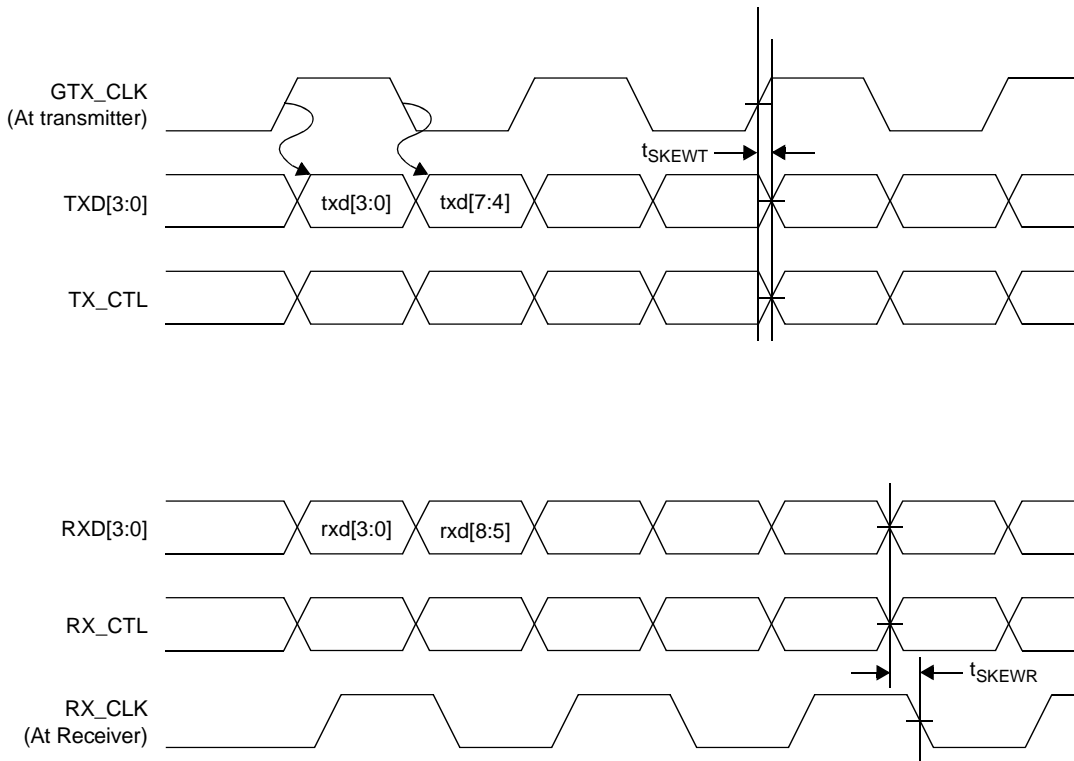 GTX_CLK
(At transmitter)
tSKEWT
TXD[3:0]
txd[3:0]
txd[7:4]
TX_CTL
RXD[3:0]
rxd[3:0]
rxd[8:5]
RX_CTL
tSKEWR
RX_CLK
(At Receiver)